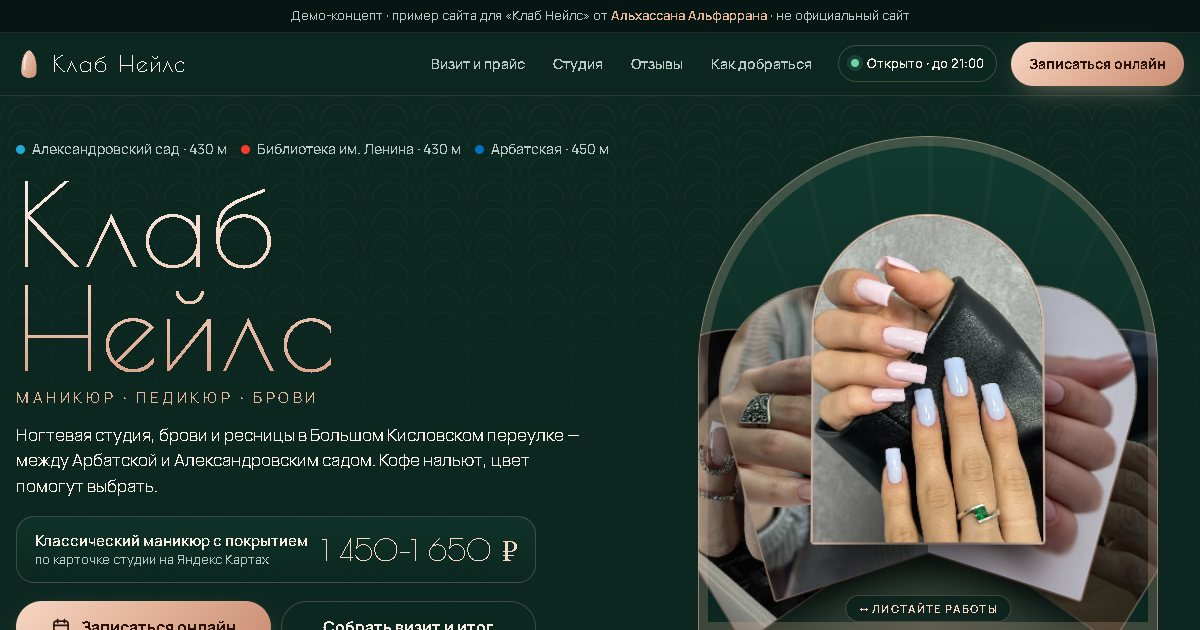 Демо-концепт · пример сайта для «Клаб Нейлс» от Альхассана Альфаррана · не официальный сайт
Клаб Нейлс
Визит и прайс
Студия
Отзывы
Как добраться
Открыто · до 21:00
Записаться онлайн
Александровский сад · 430 м
Библиотека им. Ленина · 430 м
Арбатская · 450 м
Клаб
Нейлс
МАНИКЮР · ПЕДИКЮР · БРОВИ
Ногтевая студия, брови и ресницы в Большом Кисловском переулке —
между Арбатской и Александровским садом. Кофе нальют, цвет
помогут выбрать.
Классический маникюр с покрытием
по карточке студии на Яндекс Картах
1 450–1 650 ₽
Записаться онлайн
Собрать визит и итог
↔ ЛИСТАЙТЕ РАБОТЫ